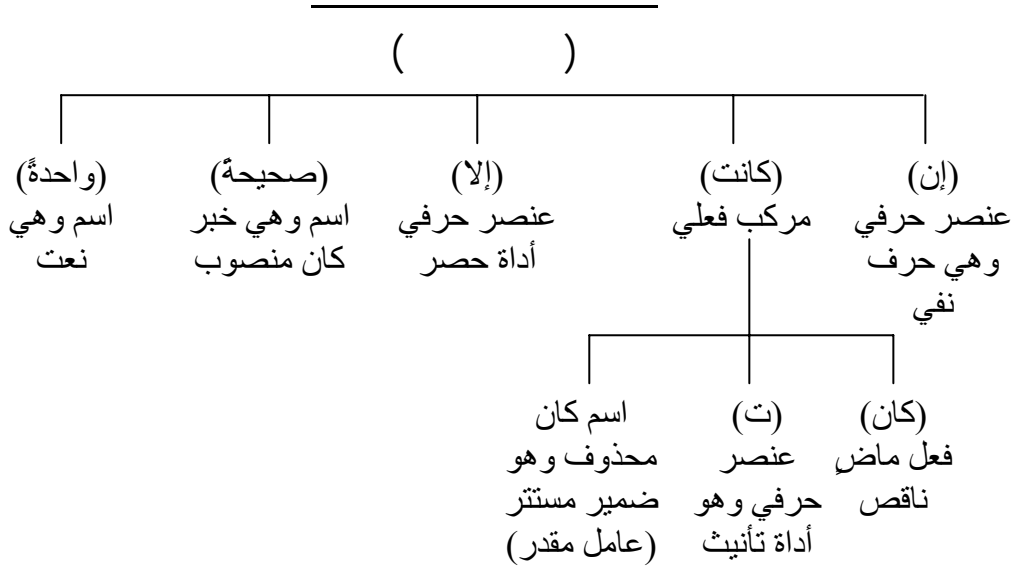 ( )
(إن)
عنصر حرفي
وهي حرف
نفي
(كانت)
مركب فعلي
(إلا)
عنصر حرفي
أداة حصر
(صحيحةً)
اسم وهي خبر
كان منصوب
(واحدةً)
اسم وهي
نعت
(كان)
فعل ماضٍ
ناقص
(ت)
عنصر
حرفي وهو
أداة تأنيث
اسم كان
محذوف وهو
ضمير مستتر
(عامل مقدر)